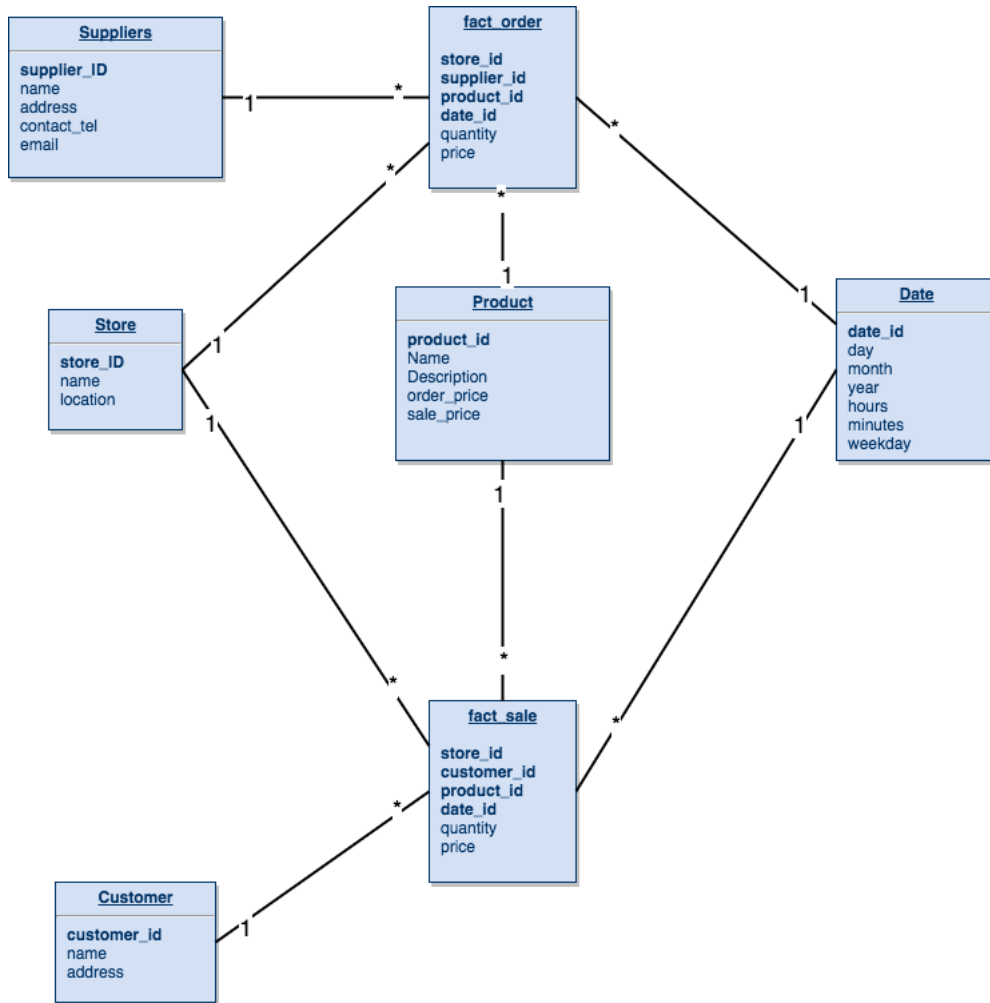 Suppliers
supplier_ID
name
address
contact_tel
email
fact_order
store_id
supplier_id
product_id
date_id
quantity
price
1
*
*
*
*
1
1
1
Store
store_ID
name
location
Product
product_id
Name
Description
order_price
sale_price
Date
date_id
day
month
year
hours
minutes
weekday
1
1
1
*
*
*
fact_sale
store_id
customer_id
product_id
date_id
quantity
price
*
1
Customer
customer_id
name
address